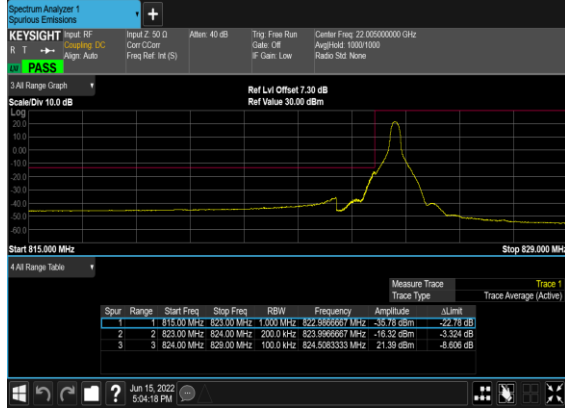 Spectrum Analyzer 1
Spurious Emissions
+
KEYSIGHT Input: RF Input Z: 50 Ω Atten: 40 dB Trig: Free Run Center Freq: 22.005000000 GHz
R T Coupling: DC Corr CCorr Gate: Off Avg|Hold: 1000/1000
Align: Auto Freq Ref: Int (S) IF Gain: Low Radio Std: None
PASS
3 All Range Graph
Ref Lvl Offset 7.30 dB
Scale/Div 10.0 dB Ref Value 30.00 dBm
Log
20.0
10.0
0.00
-10.0
-20.0
-30.0
-40.0
-50.0
-60.0
Start 815.000 MHz Stop 829.000 MHz
4 All Range Table
Measure Trace Trace 1
Trace Type Trace Average (Active)
Spur Range Start Freq Stop Freq RBW Frequency Amplitude ΔLimit
1 1 815.00 MHz 823.00 MHz 1.000 MHz 822.9866667 MHz -35.78 dBm -22.78 dB
2 2 823.00 MHz 824.00 MHz 200.0 kHz 823.9966667 MHz -16.32 dBm -3.324 dB
3 3 824.00 MHz 829.00 MHz 100.0 kHz 824.5083333 MHz 21.39 dBm -8.606 dB
? Jun 15, 2022
5:04:18 PM